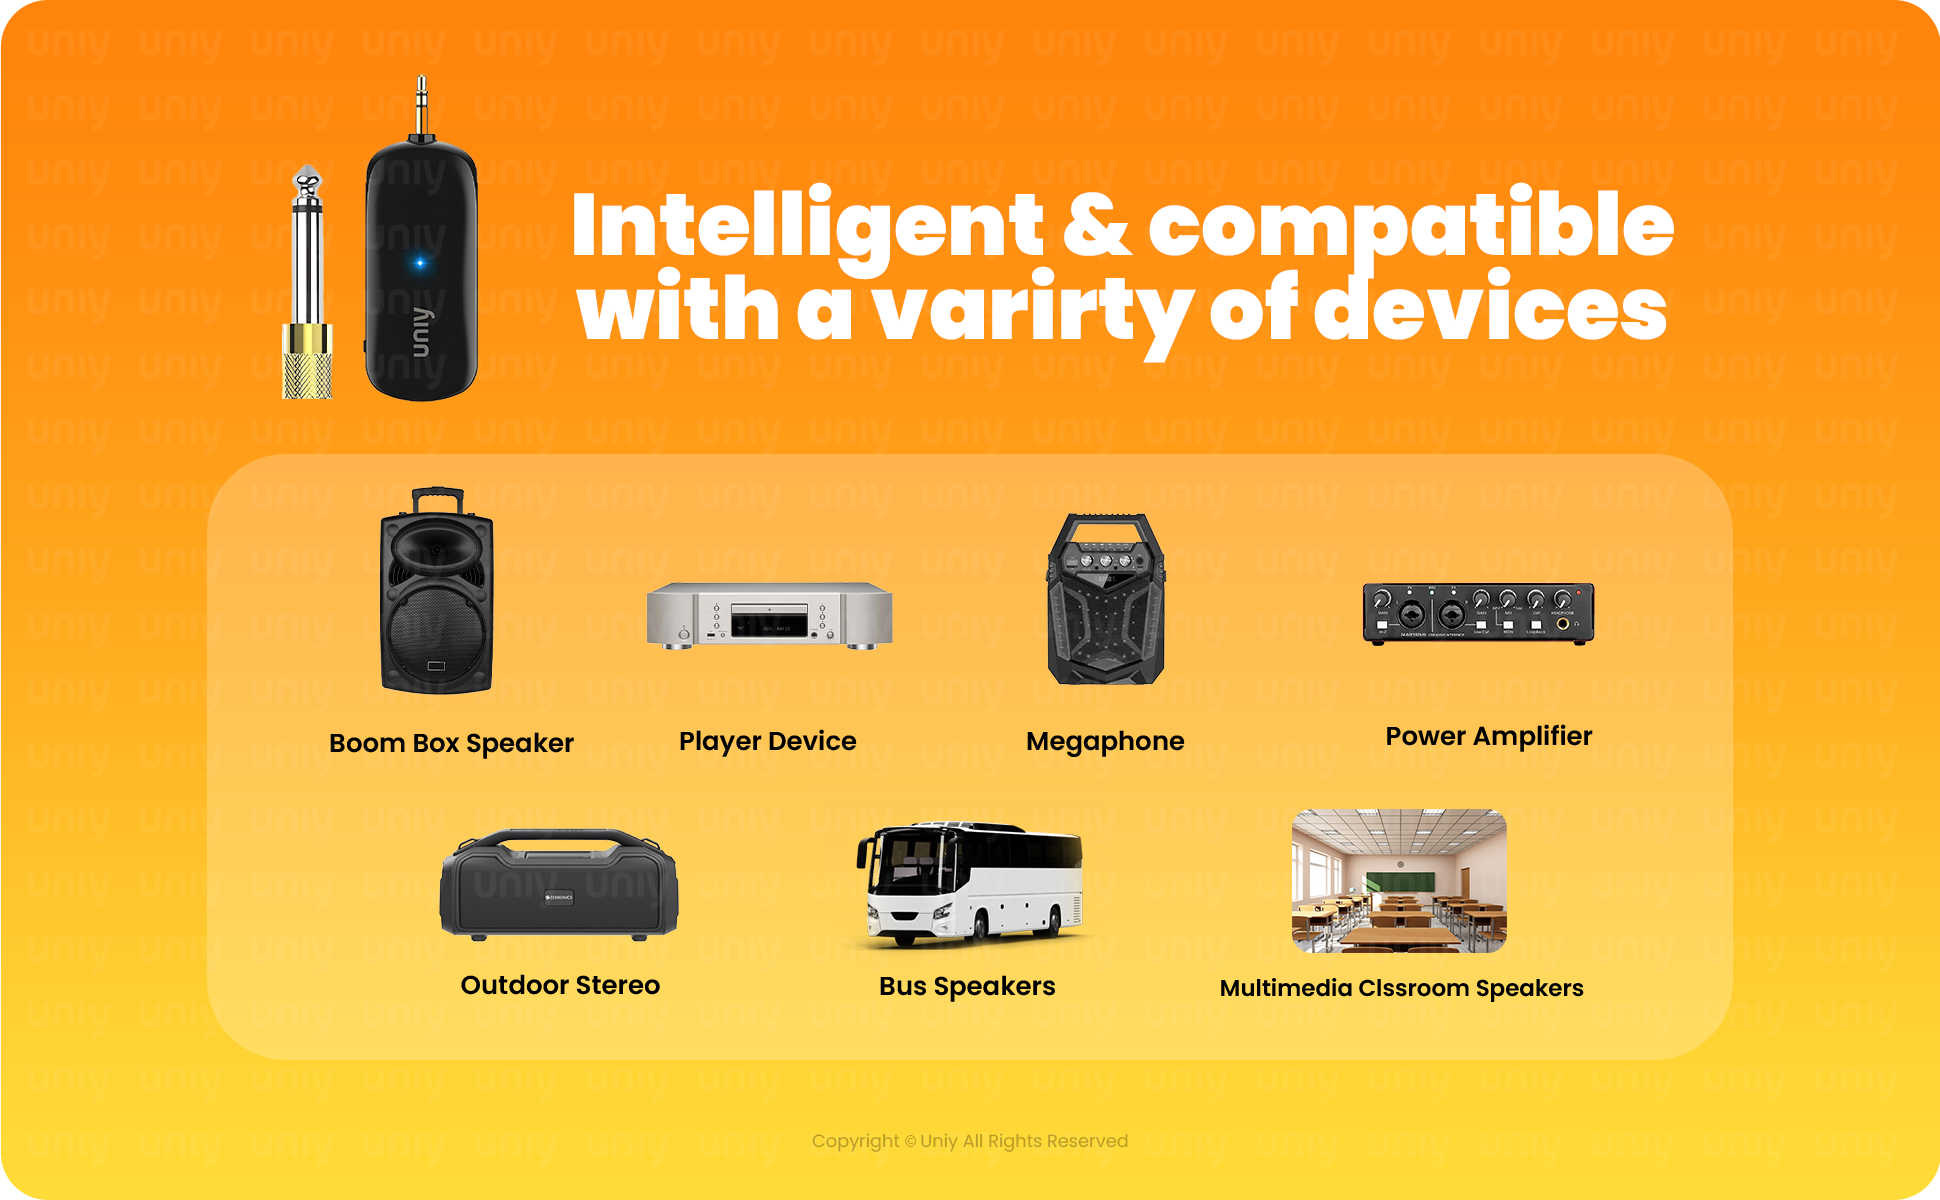 uniy
Intelligent & compatible
with a varirty of devices
Boom Box Speaker
Player Device
Megaphone
Power Amplifier
ZEBRONICS
Outdoor Stereo
Bus Speakers
Multimedia Clssroom Speakers
Copyright © Uniy All Rights Reserved